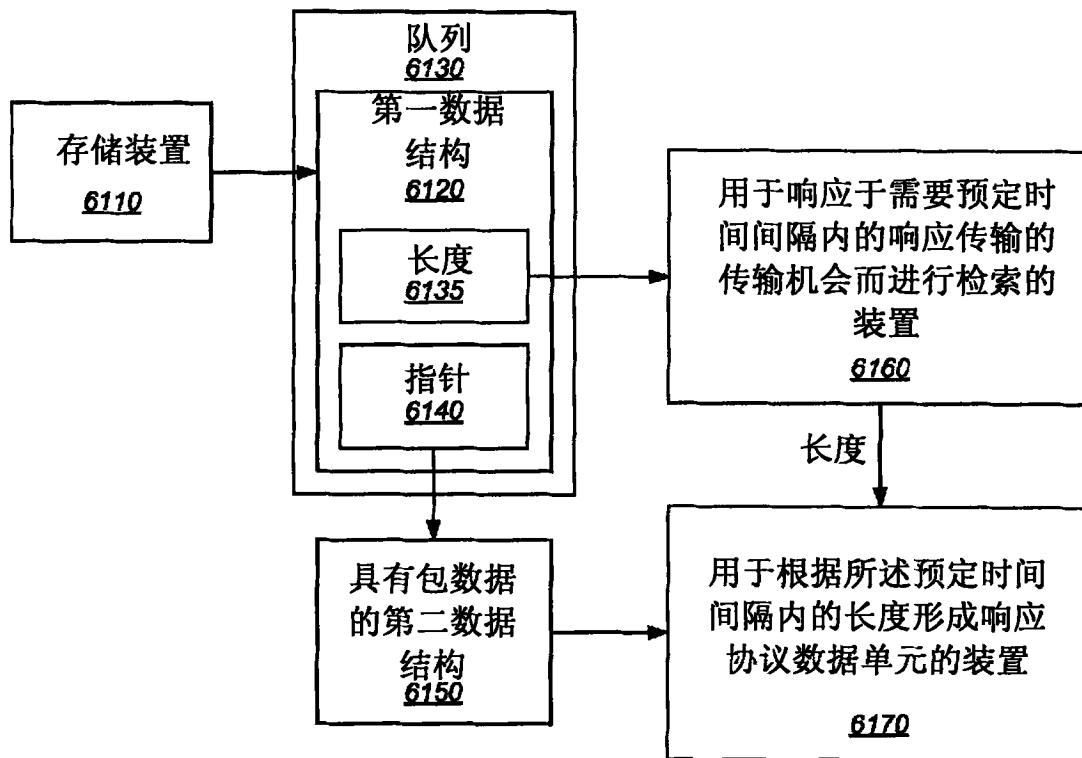 队列
6130
第一数据
结构
6120
存储装置
6110
长度
6135
指针
6140
用于响应于需要预定时
间间隔内的响应传输的
传输机会而进行检索的
装置
6160
长度
具有包数据
的第二数据
结构
6150
用于根据所述预定时间
间隔内的长度形成响应
协议数据单元的装置
6170